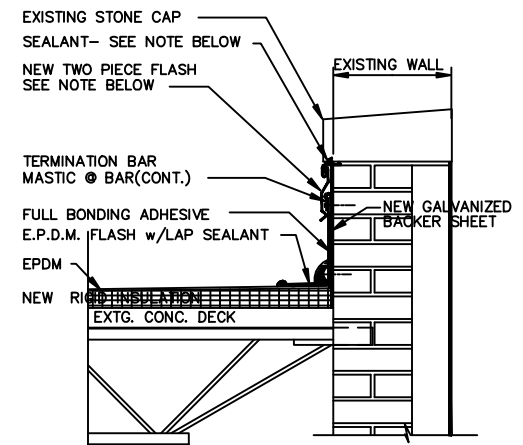 EXISTING STONE CAP
SEALANT- SEE NOTE BELOW
EXISTING WALL
NEW TWO PIECE FLASH
SEE NOTE BELOW
TERMINATION BAR
MASTIC @ BAR(CONT.)
NEW GALVANIZED
BACKER SHEET
FULL BONDING ADHESIVE
E.P.D.M. FLASH w/LAP SEALANT
EPDM
NEW RIGID INSULATION
EXTG. CONC. DECK